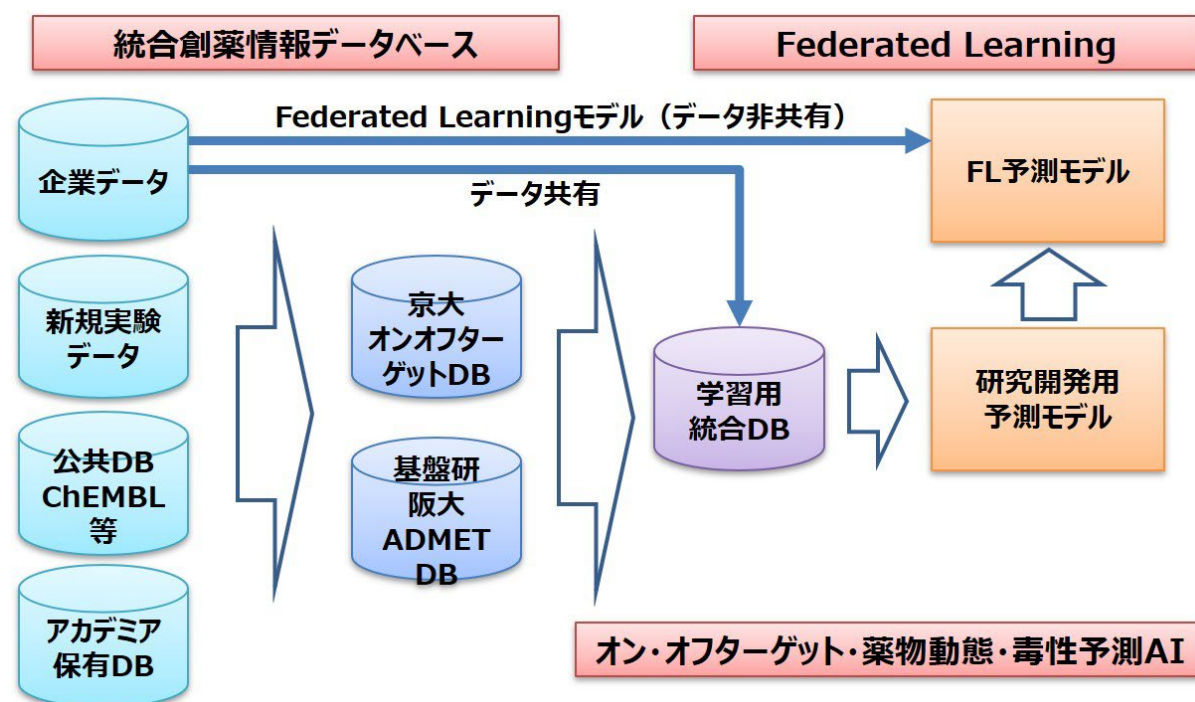 統合創薬情報データベース
Federated Learning
Federated Learningモデル（データ非共有）
企業データ
データ共有
FL予測モデル
新規実験
データ
京大
オンオフター
ゲットDB
学習用
統合DB
研究開発用
予測モデル
公共DB
ChEMBL
等
基盤研
阪大
ADMET
DB
アカデミア
保有DB
オン・オフターゲット・薬物動態・毒性予測AI